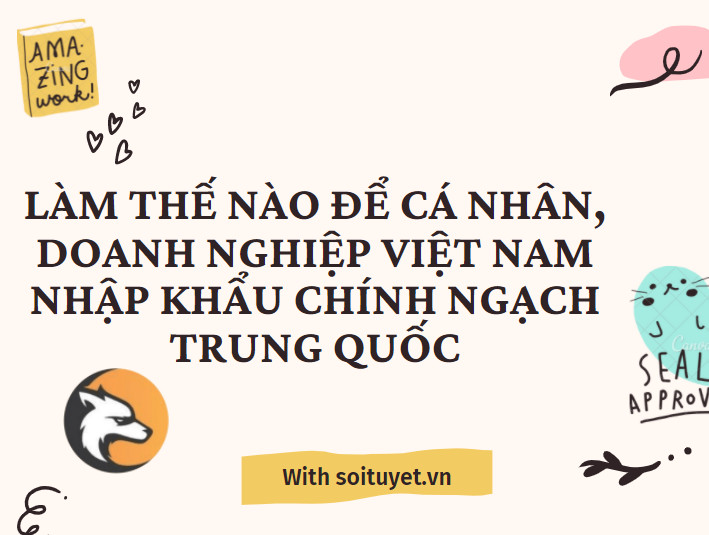 AMA-
ZING
work!
LÀM THẾ NÀO ĐỂ CÁ NHÂN,
DOANH NGHIỆP VIỆT NAM
NHẬP KHẨU CHÍNH NGẠCH
TRUNG QUỐC
SEAL
With soituyet.vn